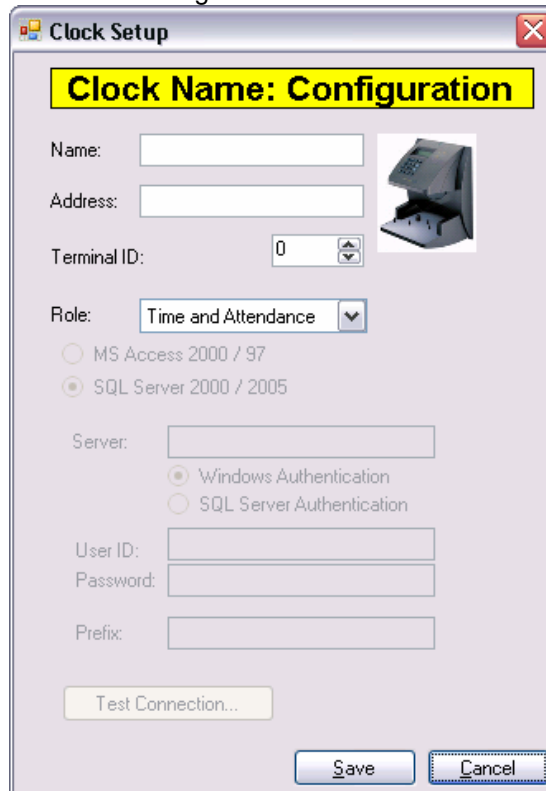 Clock Setup
Clock Name: Configuration
Name:
Address:
Terminal ID: 0
Role: Time and Attendance
MS Access 2000 / 97
SQL Server 2000 / 2005
Server:
Windows Authentication
SQL Server Authentication
User ID:
Password:
Prefix:
Test Connection...
Save Cancel